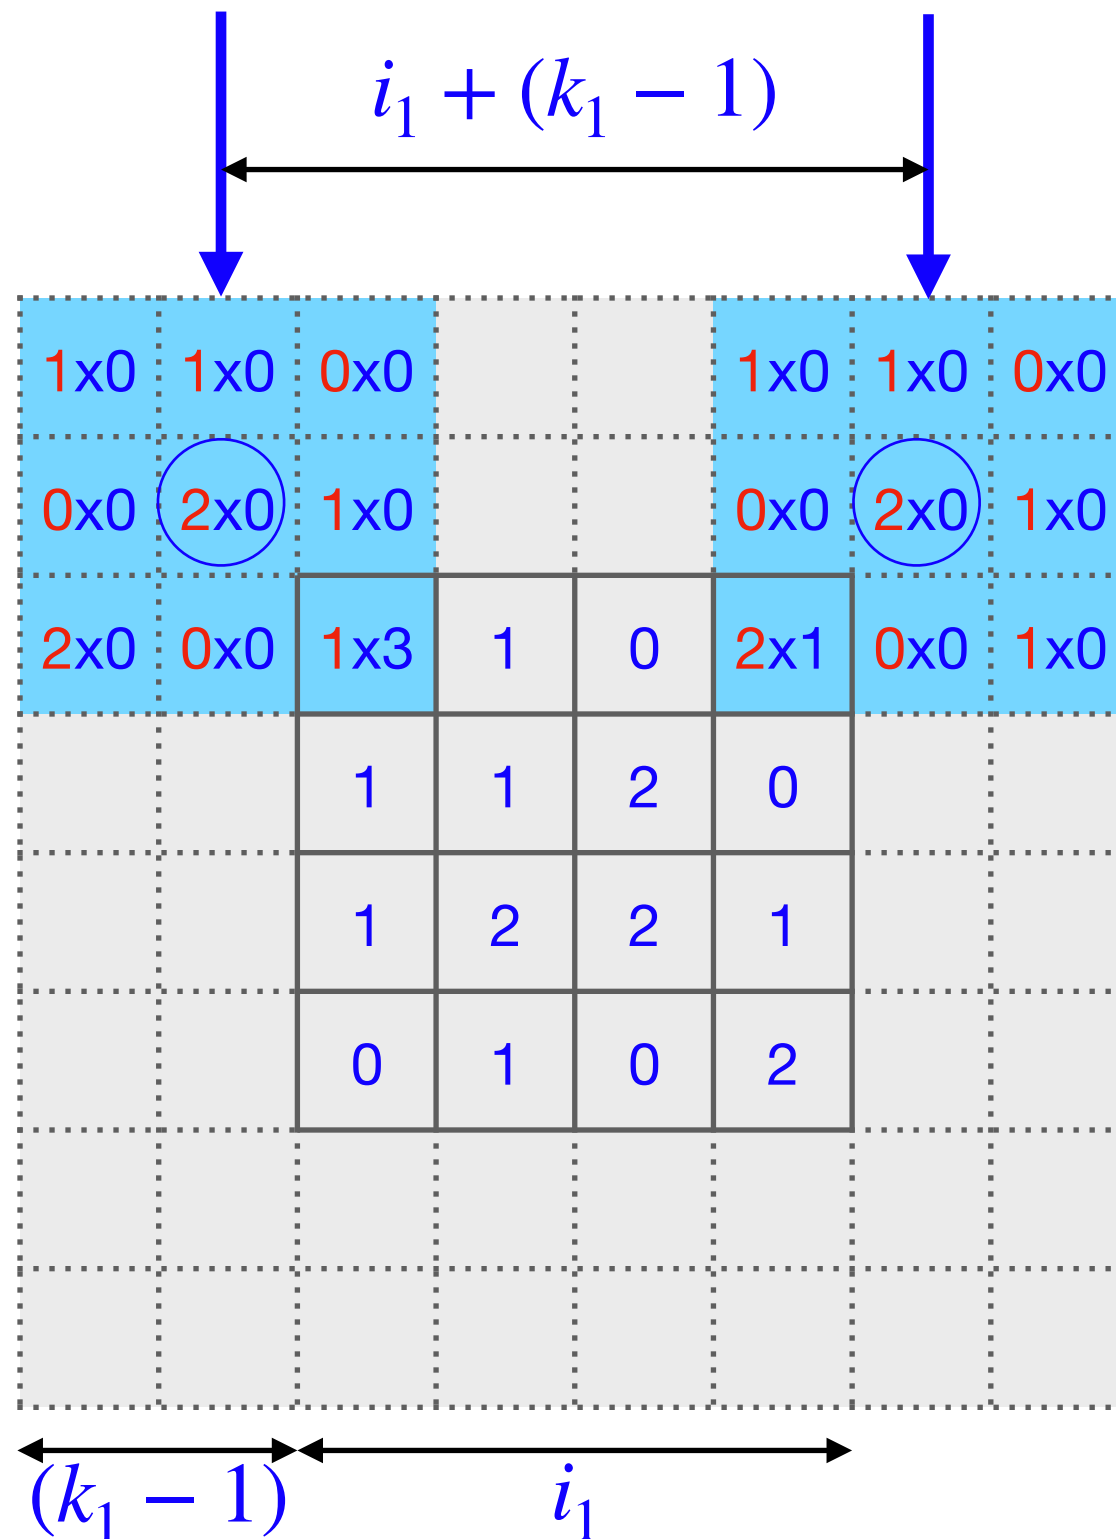 i₁ + (k₁ − 1)
1x0 1x0 0x0 1x0 1x0 0x0
0x0 2x0 1x0 0x0 2x0 1x0
2x0 0x0 1x3 1 0 2x1 0x0 1x0
1 1 2 0
1 2 2 1
0 1 0 2
(k₁ − 1) i₁